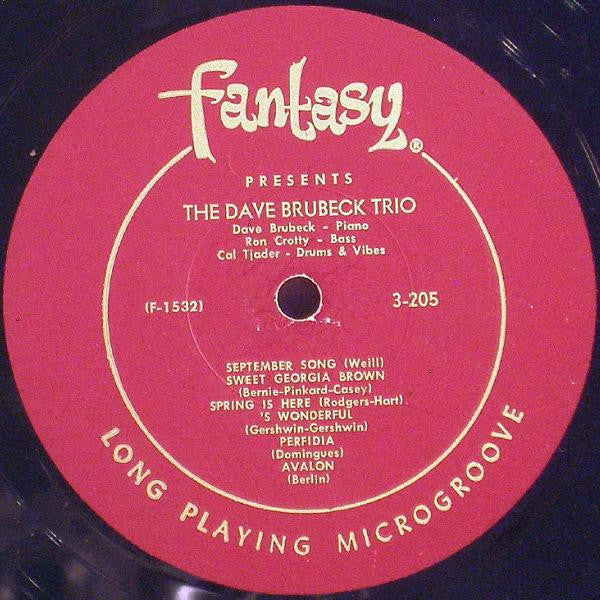 fantasy®
PRESENTS
THE DAVE BRUBECK TRIO
Dave Brubeck - Piano
Ron Crotty - Bass
Cal Tjader - Drums & Vibes
(F-1532)
3-205
SEPTEMBER SONG (Weill)
SWEET GEORGIA BROWN
(Bernie-Pinkard-Casey)
SPRING IS HERE (Rodgers-Hart)
'S WONDERFUL
(Gershwin-Gershwin)
PERFIDIA
(Domingues)
AVALON
(Berlin)
LONG PLAYING MICROGROOVE